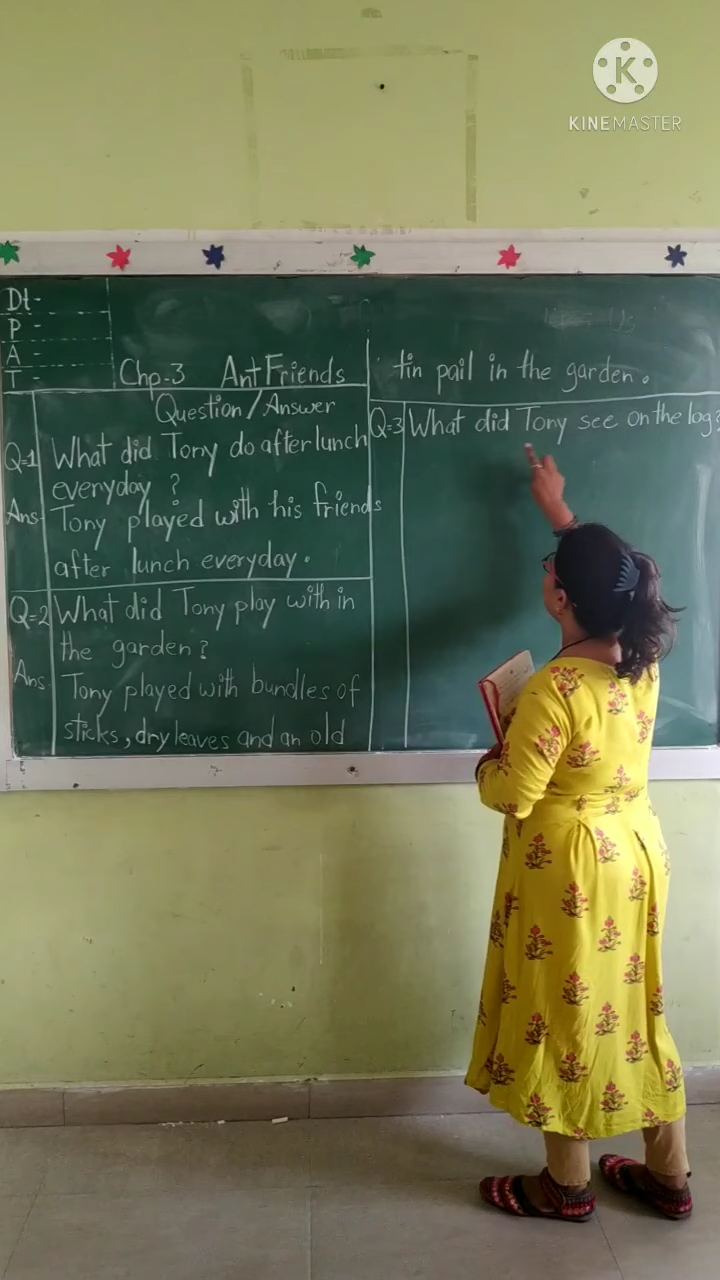 KINEMASTER
Dt-
P -
A -
T -
Chp-3 Ant Friends
Question/Answer
Q=1 What did Tony do after lunch
everyday ?
Ans- Tony played with his friends
after lunch everyday.
Q=2 What did Tony play with in
the garden?
Ans- Tony played with bundles of
sticks, dry leaves and an old
tin pail in the garden.
Q=3 What did Tony see on the log?